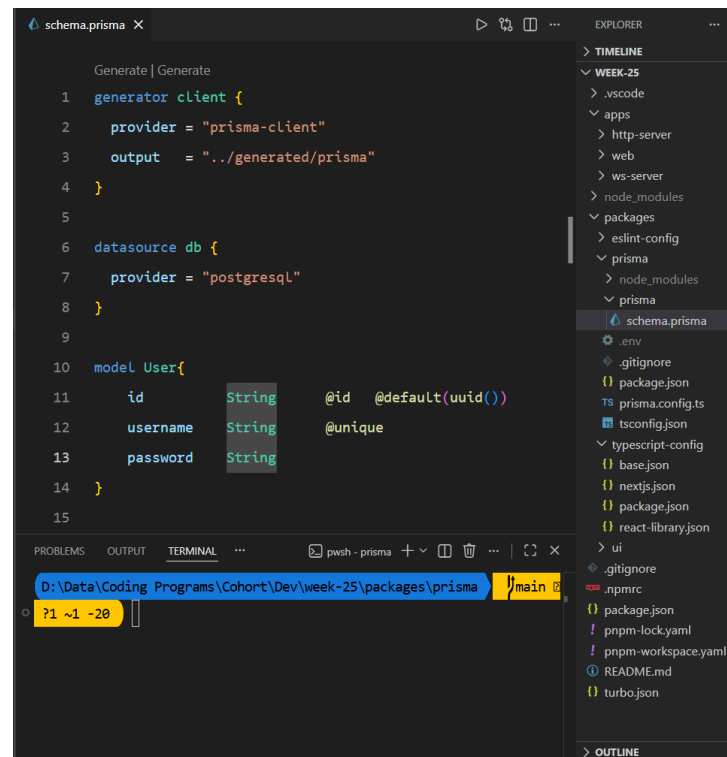 schema.prisma
Generate | Generate
1 generator client {
2 provider = "prisma-client"
3 output = "../generated/prisma"
4 }
5
6 datasource db {
7 provider = "postgresql"
8 }
9
10 model User{
11 id String @id @default(uuid())
12 username String @unique
13 password String
14 }
15
PROBLEMS OUTPUT TERMINAL ... pwsh - prisma
D:\Data\Coding Programs\Cohort\Dev\week-25\packages\prisma main
?1 ~1 -20
EXPLORER
TIMELINE
WEEK-25
.vscode
apps
http-server
web
ws-server
node_modules
packages
eslint-config
prisma
node_modules
prisma
schema.prisma
.env
.gitignore
{} package.json
TS prisma.config.ts
tsconfig.json
typescript-config
{} base.json
{} nextjs.json
{} package.json
{} react-library.json
ui
.gitignore
.npmrc
{} package.json
! pnpm-lock.yaml
! pnpm-workspace.yaml
README.md
{} turbo.json
OUTLINE